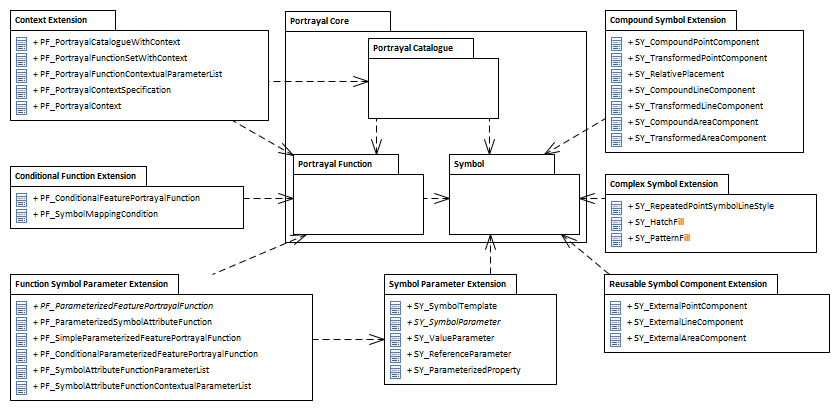 Context Extension
+ PF_PortrayalCatalogueWithContext
+ PF_PortrayalFunctionSetWithContext
+ PF_PortrayalFunctionContextualParameterList
+ PF_PortrayalContextSpecification
+ PF_PortrayalContext
Portrayal Core
Portrayal Catalogue
Portrayal Function
Symbol
Compound Symbol Extension
+ SY_CompoundPointComponent
+ SY_TransformedPointComponent
+ SY_RelativePlacement
+ SY_CompoundLineComponent
+ SY_TransformedLineComponent
+ SY_CompoundAreaComponent
+ SY_TransformedAreaComponent
Conditional Function Extension
+ PF_ConditionalFeaturePortrayalFunction
+ PF_SymbolMappingCondition
Complex Symbol Extension
+ SY_RepeatedPointSymbolLineStyle
+ SY_HatchFill
+ SY_PatternFill
Function Symbol Parameter Extension
+ PF_ParameterizedFeaturePortrayalFunction
+ PF_ParameterizedSymbolAttributeFunction
+ PF_SimpleParameterizedFeaturePortrayalFunction
+ PF_ConditionalParameterizedFeaturePortrayalFunction
+ PF_SymbolAttributeFunctionParameterList
+ PF_SymbolAttributeFunctionContextualParameterList
Symbol Parameter Extension
+ SY_SymbolTemplate
+ SY_SymbolParameter
+ SY_ValueParameter
+ SY_ReferenceParameter
+ SY_ParameterizedProperty
Reusable Symbol Component Extension
+ SY_ExternalPointComponent
+ SY_ExternalLineComponent
+ SY_ExternalAreaComponent